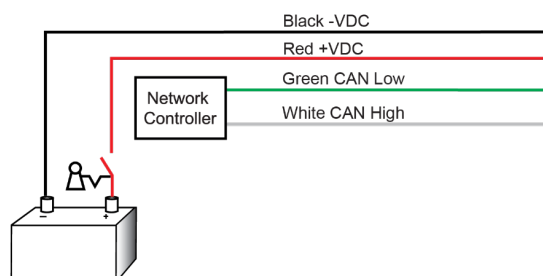 Black -VDC
Red +VDC
Green CAN Low
Network
Controller
White CAN High
– +